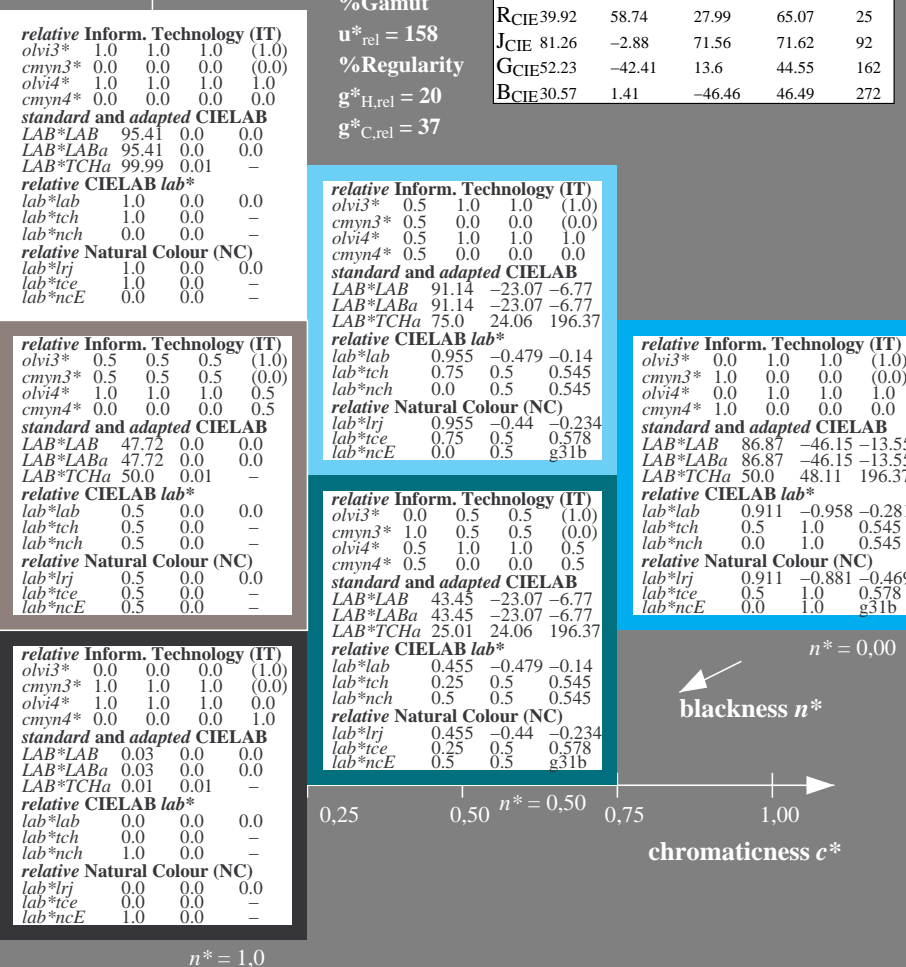 %Gamut
u*rel = 158
%Regularity
g*H,rel = 20
g*C,rel = 37
RCIE 39.92 58.74 27.99 65.07 25
JCIE 81.26 −2.88 71.56 71.62 92
GCIE 52.23 −42.41 13.6 44.55 162
BCIE 30.57 1.41 −46.46 46.49 272
relative Inform. Technology (IT)
olvi3* 1.0 1.0 1.0 (1.0)
cmyn3* 0.0 0.0 0.0 (0.0)
olvi4* 1.0 1.0 1.0 1.0
cmyn4* 0.0 0.0 0.0 0.0
standard and adapted CIELAB
LAB*LAB 95.41 0.0 0.0
LAB*LABa 95.41 0.0 0.0
LAB*TCHa 99.99 0.01 –
relative CIELAB lab*
lab*lab 1.0 0.0 0.0
lab*tch 1.0 0.0 –
lab*nch 0.0 0.0 –
relative Natural Colour (NC)
lab*lrj 1.0 0.0 0.0
lab*tce 1.0 0.0 –
lab*ncE 0.0 0.0 –
relative Inform. Technology (IT)
olvi3* 0.5 1.0 1.0 (1.0)
cmyn3* 0.5 0.0 0.0 (0.0)
olvi4* 0.5 1.0 1.0 1.0
cmyn4* 0.5 0.0 0.0 0.0
standard and adapted CIELAB
LAB*LAB 91.14 −23.07 −6.77
LAB*LABa 91.14 −23.07 −6.77
LAB*TCHa 75.0 24.06 196.37
relative CIELAB lab*
lab*lab 0.955 −0.479 −0.14
lab*tch 0.75 0.5 0.545
lab*nch 0.0 0.5 0.545
relative Natural Colour (NC)
lab*lrj 0.955 −0.44 −0.234
lab*tce 0.75 0.5 0.578
lab*ncE 0.0 0.5 g31b
relative Inform. Technology (IT)
olvi3* 0.5 0.5 0.5 (1.0)
cmyn3* 0.5 0.5 0.5 (0.0)
olvi4* 1.0 1.0 1.0 0.5
cmyn4* 0.0 0.0 0.0 0.5
standard and adapted CIELAB
LAB*LAB 47.72 0.0 0.0
LAB*LABa 47.72 0.0 0.0
LAB*TCHa 50.0 0.01 –
relative CIELAB lab*
lab*lab 0.5 0.0 0.0
lab*tch 0.5 0.0 –
lab*nch 0.5 0.0 –
relative Natural Colour (NC)
lab*lrj 0.5 0.0 0.0
lab*tce 0.5 0.0 –
lab*ncE 0.5 0.0 –
relative Inform. Technology (IT)
olvi3* 0.0 1.0 1.0 (1.0)
cmyn3* 1.0 0.0 0.0 (0.0)
olvi4* 0.0 1.0 1.0 1.0
cmyn4* 1.0 0.0 0.0 0.0
standard and adapted CIELAB
LAB*LAB 86.87 −46.15 −13.55
LAB*LABa 86.87 −46.15 −13.55
LAB*TCHa 50.0 48.11 196.37
relative CIELAB lab*
lab*lab 0.911 −0.958 −0.281
lab*tch 0.5 1.0 0.545
lab*nch 0.0 1.0 0.545
relative Natural Colour (NC)
lab*lrj 0.911 −0.881 −0.469
lab*tce 0.5 1.0 0.578
lab*ncE 0.0 1.0 g31b
relative Inform. Technology (IT)
olvi3* 0.0 0.5 0.5 (1.0)
cmyn3* 1.0 0.5 0.5 (0.0)
olvi4* 0.5 1.0 1.0 0.5
cmyn4* 0.5 0.0 0.0 0.5
standard and adapted CIELAB
LAB*LAB 43.45 −23.07 −6.77
LAB*LABa 43.45 −23.07 −6.77
LAB*TCHa 25.01 24.06 196.37
relative CIELAB lab*
lab*lab 0.455 −0.479 −0.14
lab*tch 0.25 0.5 0.545
lab*nch 0.5 0.5 0.545
relative Natural Colour (NC)
lab*lrj 0.455 −0.44 −0.234
lab*tce 0.25 0.5 0.578
lab*ncE 0.5 0.5 g31b
relative Inform. Technology (IT)
olvi3* 0.0 0.0 0.0 (1.0)
cmyn3* 1.0 1.0 1.0 (0.0)
olvi4* 1.0 1.0 1.0 0.0
cmyn4* 0.0 0.0 0.0 1.0
standard and adapted CIELAB
LAB*LAB 0.03 0.0 0.0
LAB*LABa 0.03 0.0 0.0
LAB*TCHa 0.01 0.01 –
relative CIELAB lab*
lab*lab 0.0 0.0 0.0
lab*tch 0.0 0.0 –
lab*nch 1.0 0.0 –
relative Natural Colour (NC)
lab*lrj 0.0 0.0 0.0
lab*tce 0.0 0.0 –
lab*ncE 1.0 0.0 –
n* = 0,00
blackness n*
0,25 0,50 n* = 0,50 0,75 1,00
chromaticness c*
n* = 1,0